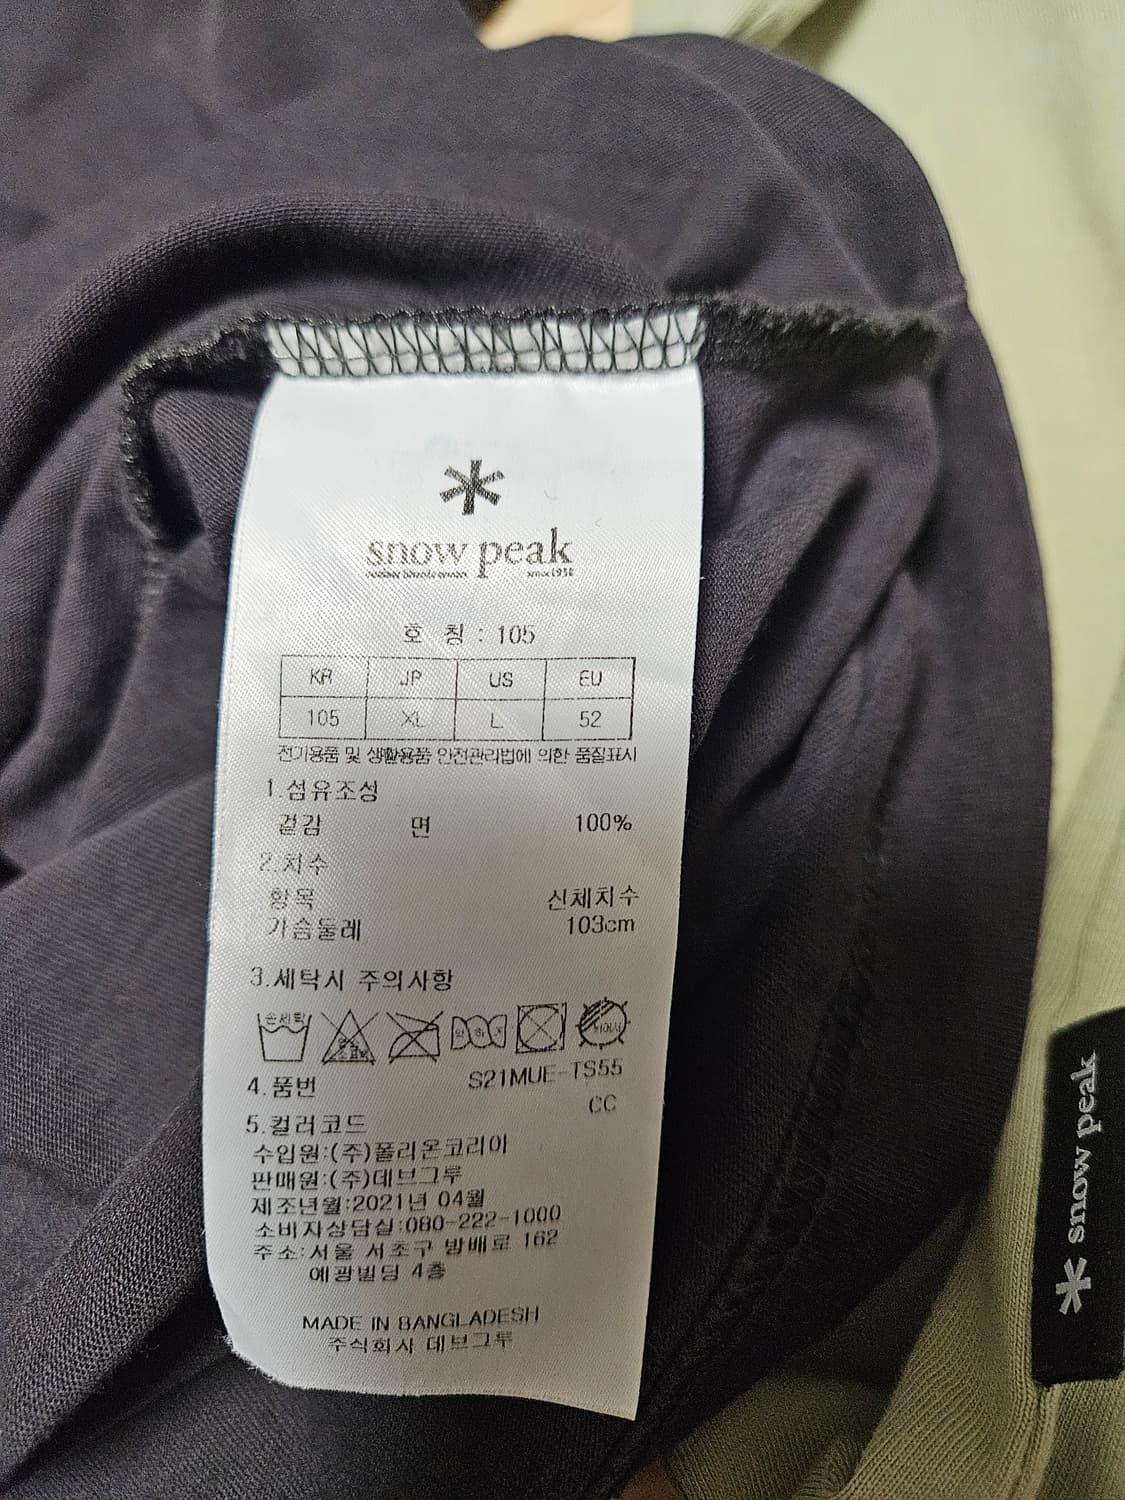 snow peak
since 1958
호 칭 : 105
KR JP US EU
105 XL L 52
전기용품 및 생활용품 안전관리법에 의한 품질표시
1.섬유조성
겉감 면 100%
2.치수
항목 신체치수
가슴둘레 103cm
3.세탁시 주의사항
손세탁
4.품번 S21MUE-TS55
5.컬러코드 CC
수입원:(주)폴리온코리아
판매원:(주)데브그루
제조년월:2021년 04월
소비자상담실:080-222-1000
주소:서울 서초구 방배로 162
예광빌딩 4층
MADE IN BANGLADESH
주식회사 데브그루
snow peak